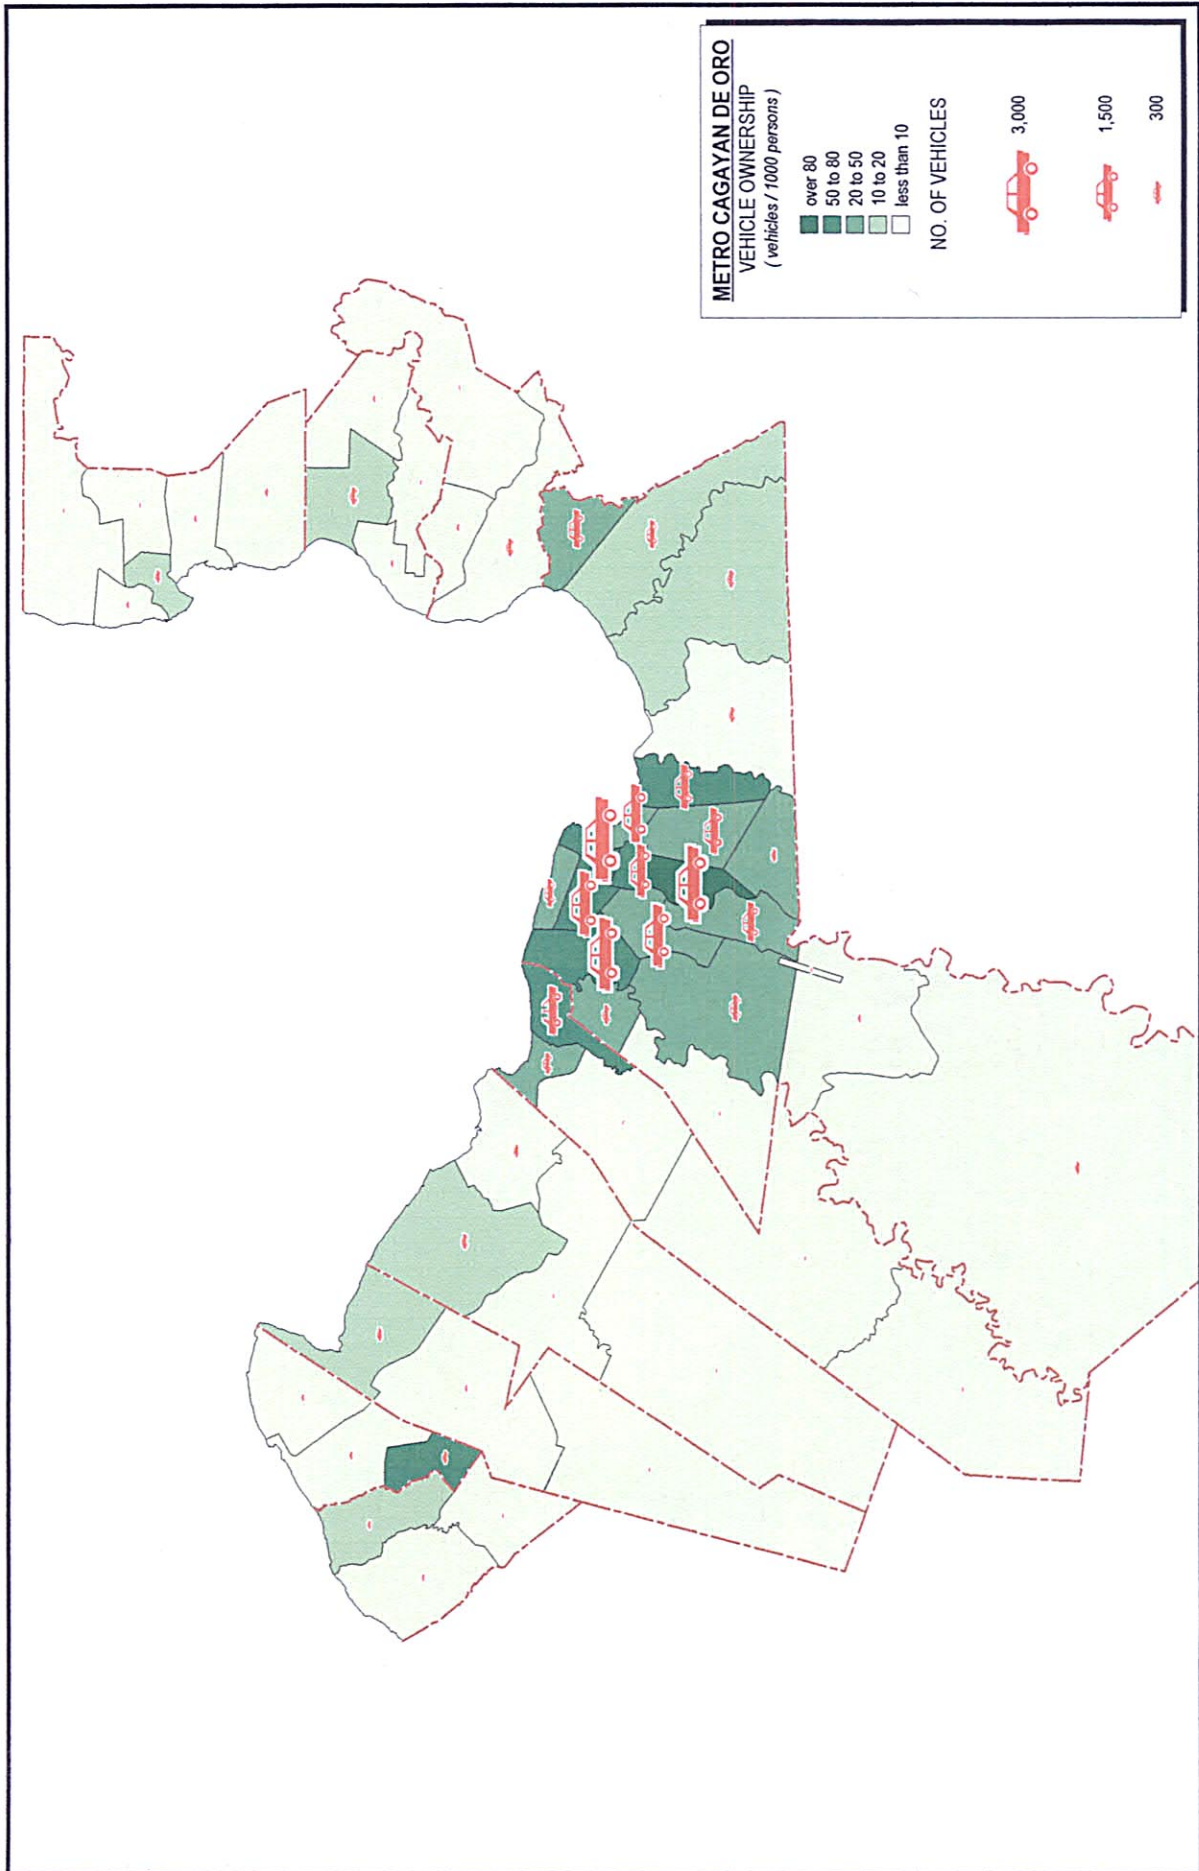 METRO CAGAYAN DE ORO
VEHICLE OWNERSHIP
( vehicles / 1000 persons )
over 80
50 to 80
20 to 50
10 to 20
less than 10
NO. OF VEHICLES
3,000
1,500
300